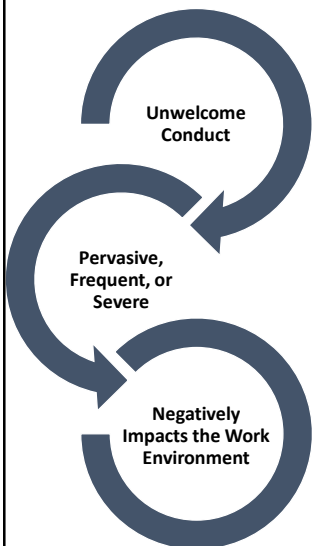 Unwelcome
Conduct
Pervasive,
Frequent, or
Severe
Negatively
Impacts the Work
Environment